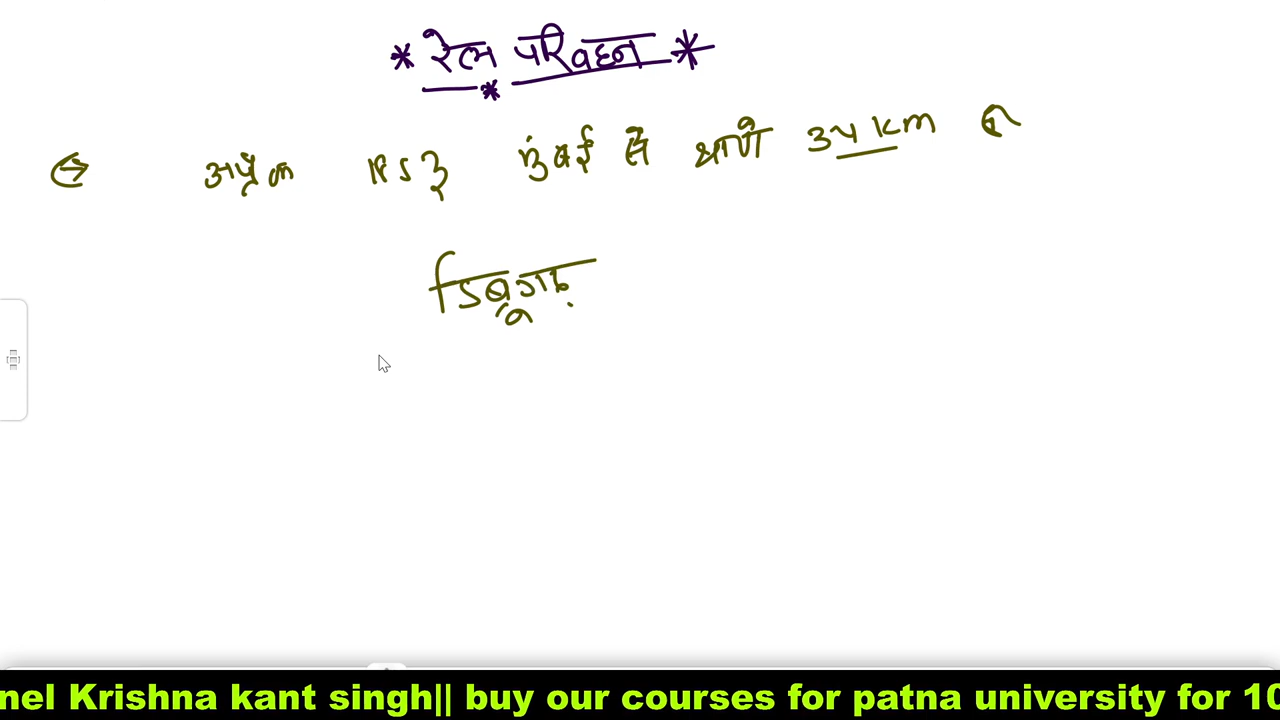 * रेल परिवहन *
*
⇒ अप्रैल 1853 मुंबई से थाणे 34 km
डिब्रूगढ़
nel Krishna kant singh|| buy our courses for patna university for 10